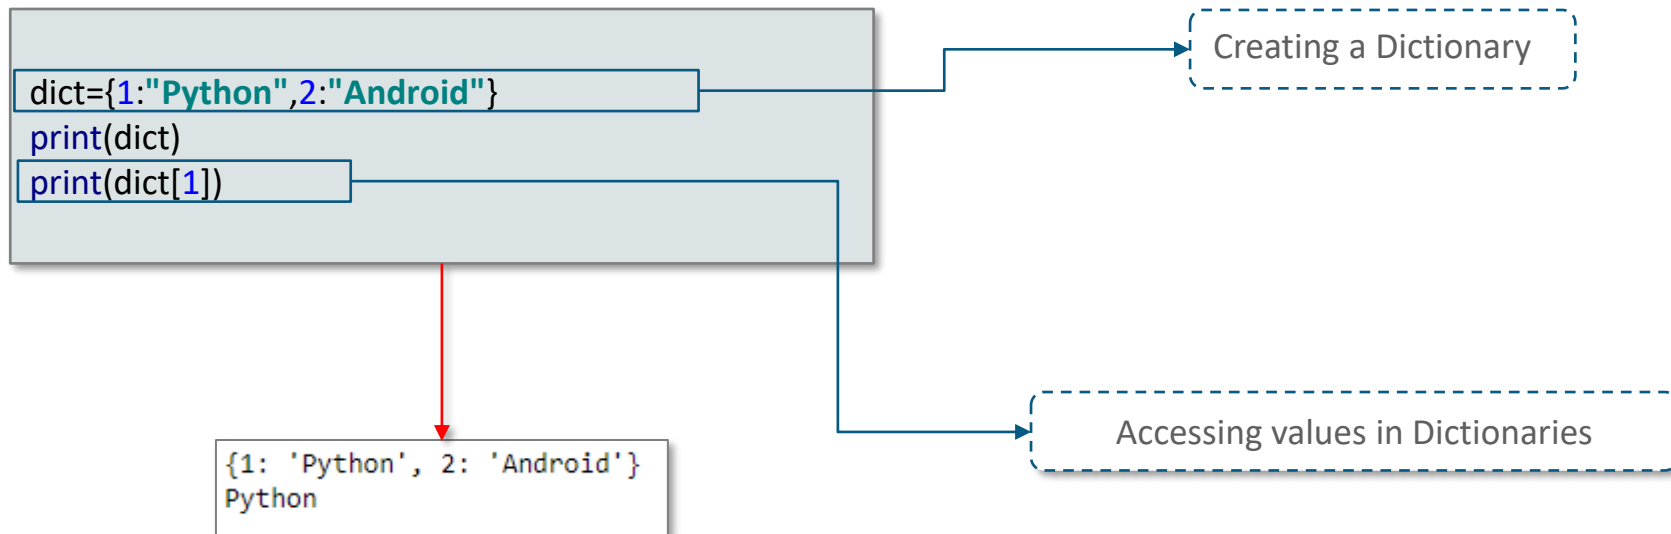 Creating a Dictionary
dict={1:"Python",2:"Android"}
print(dict)
print(dict[1])
Accessing values in Dictionaries
{1: 'Python', 2: 'Android'}
Python